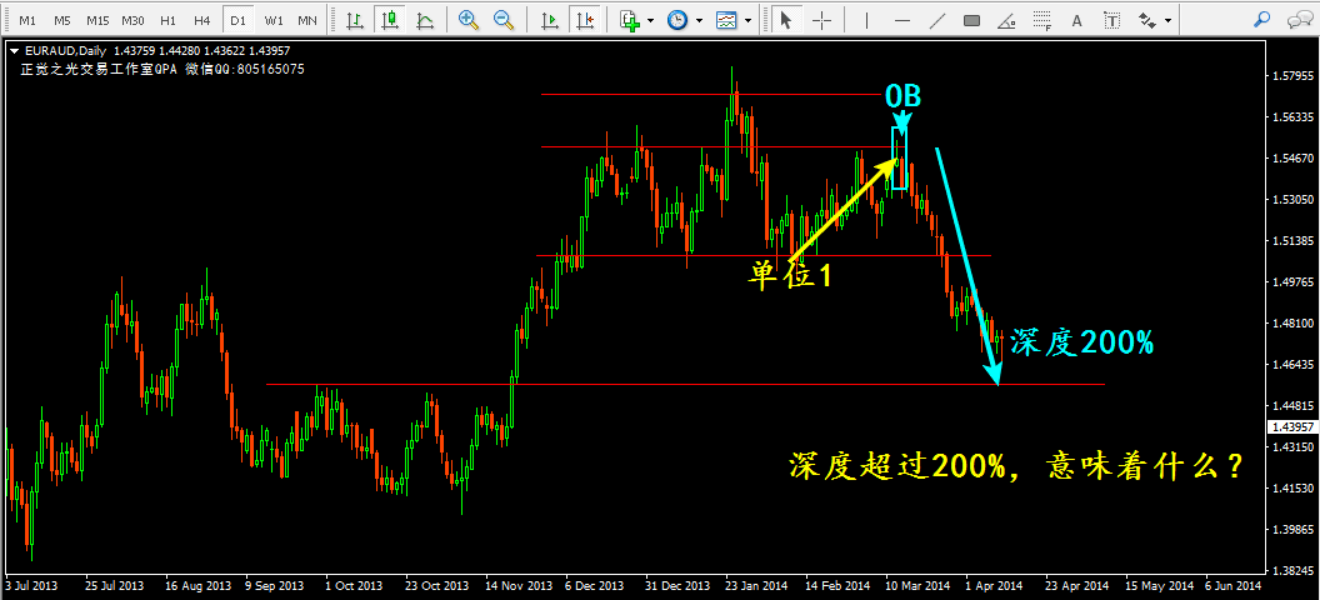 M1 M5 M15 M30 H1 H4 D1 W1 MN
EURAUD,Daily 1.43759 1.44280 1.43622 1.43957
正觉之光交易工作室QPA 微信QQ:805165075
OB
单位1
深度200%
深度超过200%，意味着什么？
1.57955
1.56335
1.54670
1.53050
1.51385
1.49765
1.48100
1.46435
1.44815
1.43957
1.43150
1.41530
1.39865
1.38245
3 Jul 2013 25 Jul 2013 16 Aug 2013 9 Sep 2013 1 Oct 2013 23 Oct 2013 14 Nov 2013 6 Dec 2013 31 Dec 2013 23 Jan 2014 14 Feb 2014 10 Mar 2014 1 Apr 2014 23 Apr 2014 15 May 2014 6 Jun 2014